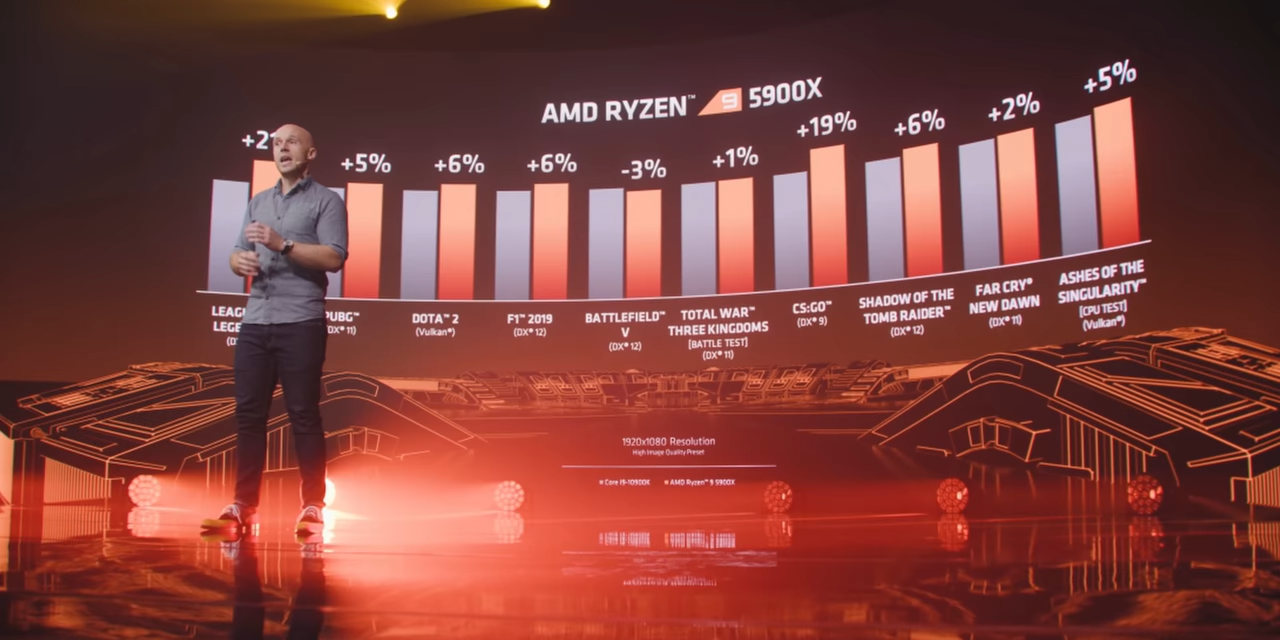 AMD RYZEN™ 9 5900X
+5%
+6%
+6%
-3%
+1%
+19%
+6%
+2%
+5%
PUBG™
(DX® 11)
DOTA™ 2
(Vulkan®)
F1™ 2019
(DX® 12)
BATTLEFIELD™
V
(DX® 12)
TOTAL WAR™
THREE KINGDOMS
[BATTLE TEST]
(DX® 11)
CS:GO™
(DX® 9)
SHADOW OF THE
TOMB RAIDER™
(DX® 12)
FAR CRY®
NEW DAWN
(DX® 11)
ASHES OF THE
SINGULARITY™
[CPU TEST]
(Vulkan®)
1920x1080 Resolution
High Image Quality Preset
Core i9-10900K AMD Ryzen™ 9 5900X